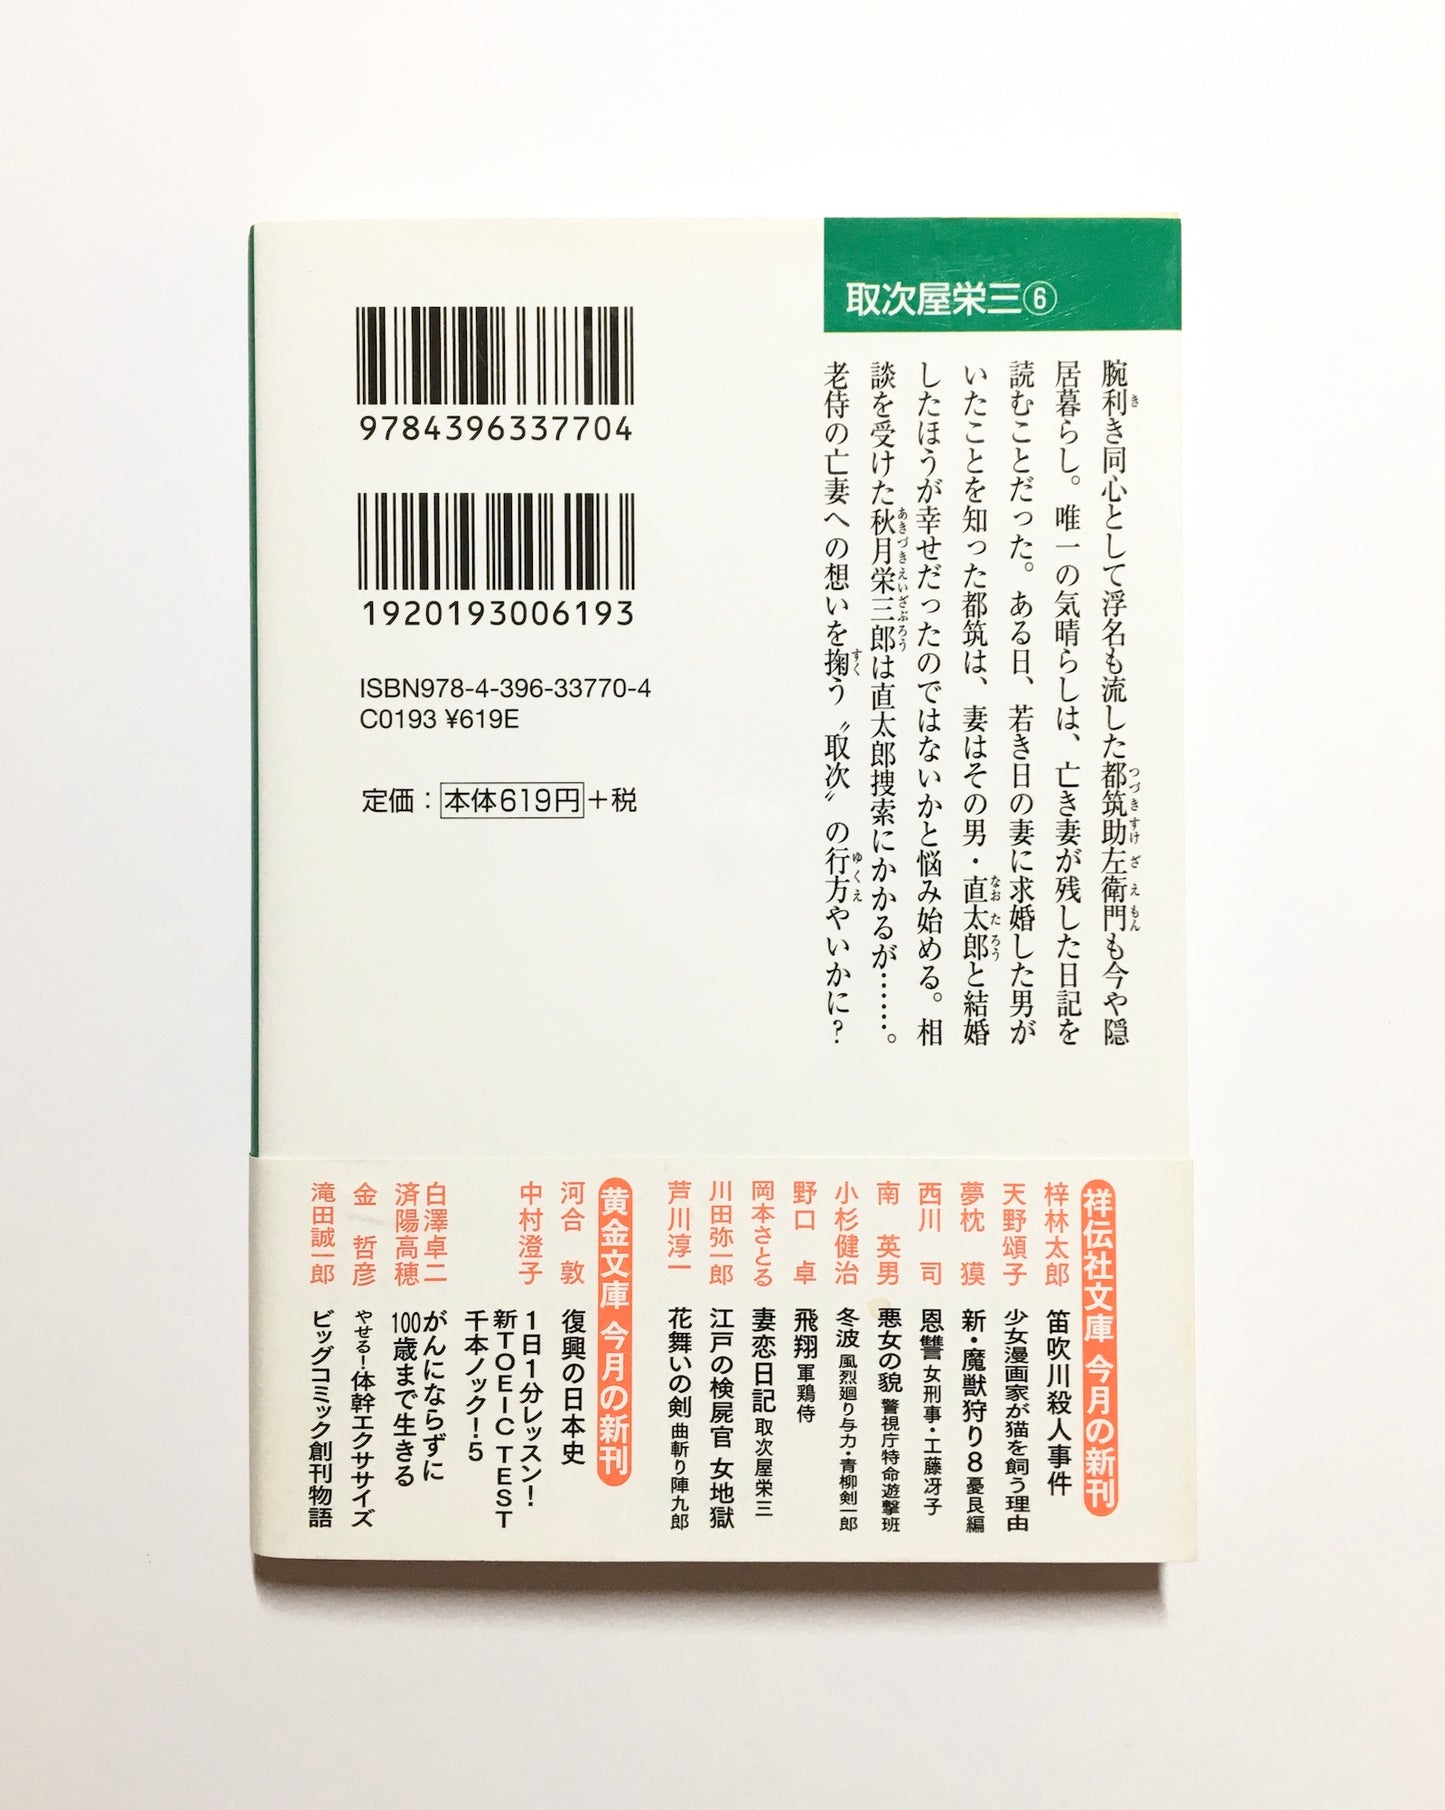 取次屋栄三⑥
腕利き同心として浮名も流した都筑助左衛門も今や隠
居暮らし。唯一の気晴らしは、亡き妻が残した日記を
読むことだった。ある日、若き日の妻に求婚した男が
いたことを知った都筑は、妻はその男・直太郎と結婚
したほうが幸せだったのではないかと悩み始める。相
談を受けた秋月栄三郎は直太郎捜索にかかるが……。
老侍の亡妻への想いを掬う〝取次〟の行方やいかに？
9784396337704
1920193006193
ISBN978-4-396-33770-4
C0193 ¥619E
定価：本体619円＋税
祥伝社文庫 今月の新刊
梓林太郎 笛吹川殺人事件
天野頌子 少女漫画家が猫を飼う理由
夢枕 獏 新・魔獣狩り8 憂艮編
西川 司 恩讐 女刑事・工藤冴子
南 英男 悪女の貌 警視庁特命遊撃班
小杉健治 冬波 風烈廻り与力・青柳剣一郎
野口 卓 飛翔 軍鶏侍
岡本さとる 妻恋日記 取次屋栄三
川田弥一郎 江戸の検屍官 女地獄
芦川淳一 花舞いの剣 曲斬り陣九郎
黄金文庫 今月の新刊
河合 敦 復興の日本史
中村澄子 1日1分レッスン！
新TOEIC TEST
千本ノック！5
白澤卓二 がんにならずに
済陽高穂 100歳まで生きる
金 哲彦 やせる！体幹エクササイズ
滝田誠一郎 ビッグコミック創刊物語